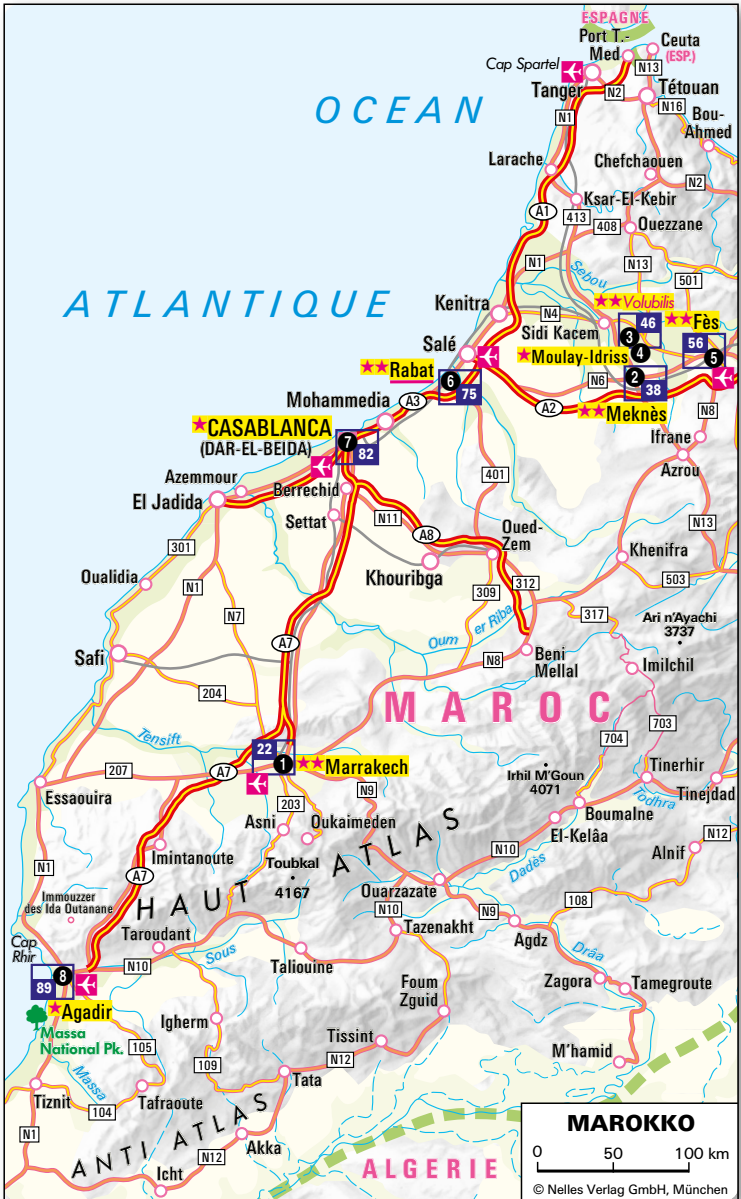 ESPAGNE
Port T.-
Med
Ceuta
(ESP.)
Cap Spartel
N13
Tanger
N2
Tétouan
OCEAN
N1
N16
Bou-
Ahmed
Larache
Chefchaouen
N2
Ksar-El-Kebir
A1
413
408
Ouezzane
N1
Sebou
N13
501
ATLANTIQUE
★★Volubilis
Kenitra
N4
46
★★Fès
Sidi Kacem
3
56
Salé
★Moulay-Idriss
4
5
★★Rabat
6
N6
2
75
38
Mohammedia
A3
A2
★★Meknès
N8
★CASABLANCA
(DAR-EL-BEIDA)
7
82
Ifrane
Azrou
Azemmour
Berrechid
401
El Jadida
Settat
N11
A8
Oued-
Zem
N13
301
Khouribga
Khenifra
Oualidia
N1
312
503
N7
309
317
Oum er Rbia
Ari n'Ayachi
3737
A7
Safi
N8
Beni
Mellal
Imilchil
204
MAROC
703
Tensift
704
22
1
★★Marrakech
207
A7
Irhil M'Goun
4071
Tinerhir
Essaouira
N9
Todhra
Tinejdad
203
Boumalne
Asni
Oukaimeden
El-Kelâa
N12
Imintanoute
N10
N1
Toubkal
4167
Dadès
Alnif
A7
HAUT ATLAS
Ouarzazate
108
Immouzzer
des Ida Outanane
N10
N9
Cap
Rhir
Taroudant
Tazenakht
Agdz
Sous
N10
Taliouine
Drâa
8
89
Foum
Zguid
Zagora
Tamegroute
★Agadir
Igherm
Massa
National Pk.
Tissint
105
M'hamid
109
N12
Massa
Tata
Tiznit
104
Tafraoute
ANTI ATLAS
MAROKKO
N1
Akka
0 50 100 km
N12
ALGERIE
Icht
© Nelles Verlag GmbH, München